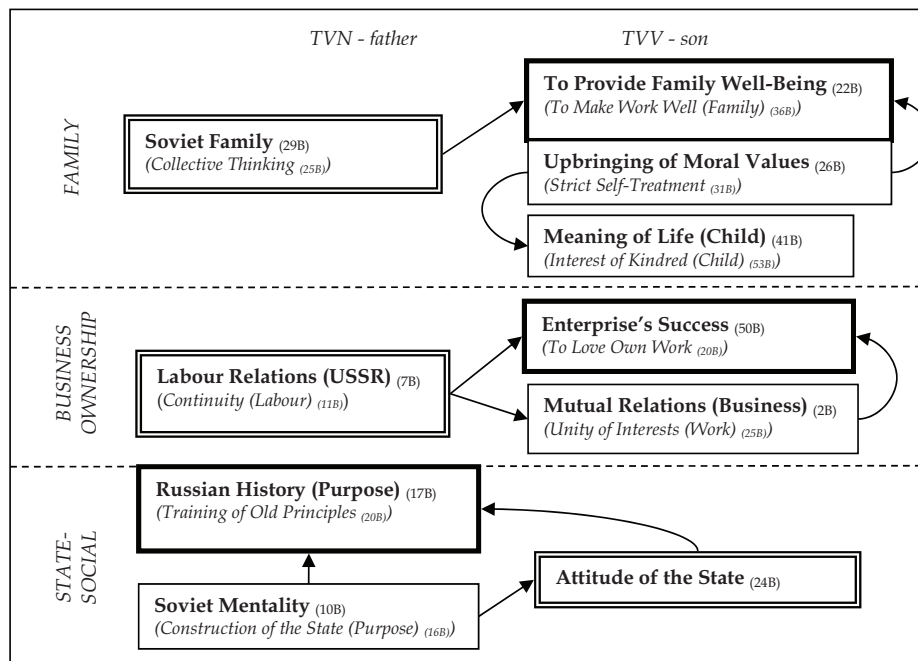 TVN - father
TVV - son
FAMILY
Soviet Family (29B)
(Collective Thinking (25B))
To Provide Family Well-Being (22B)
(To Make Work Well (Family) (36B))
Upbringing of Moral Values (26B)
(Strict Self-Treatment (31B))
Meaning of Life (Child) (41B)
(Interest of Kindred (Child) (53B))
BUSINESS
OWNERSHIP
Labour Relations (USSR) (7B)
(Continuity (Labour) (11B))
Enterprise's Success (50B)
(To Love Own Work (20B))
Mutual Relations (Business) (2B)
(Unity of Interests (Work) (25B))
STATE-
SOCIAL
Russian History (Purpose) (17B)
(Training of Old Principles (20B))
Soviet Mentality (10B)
(Construction of the State (Purpose) (16B))
Attitude of the State (24B)